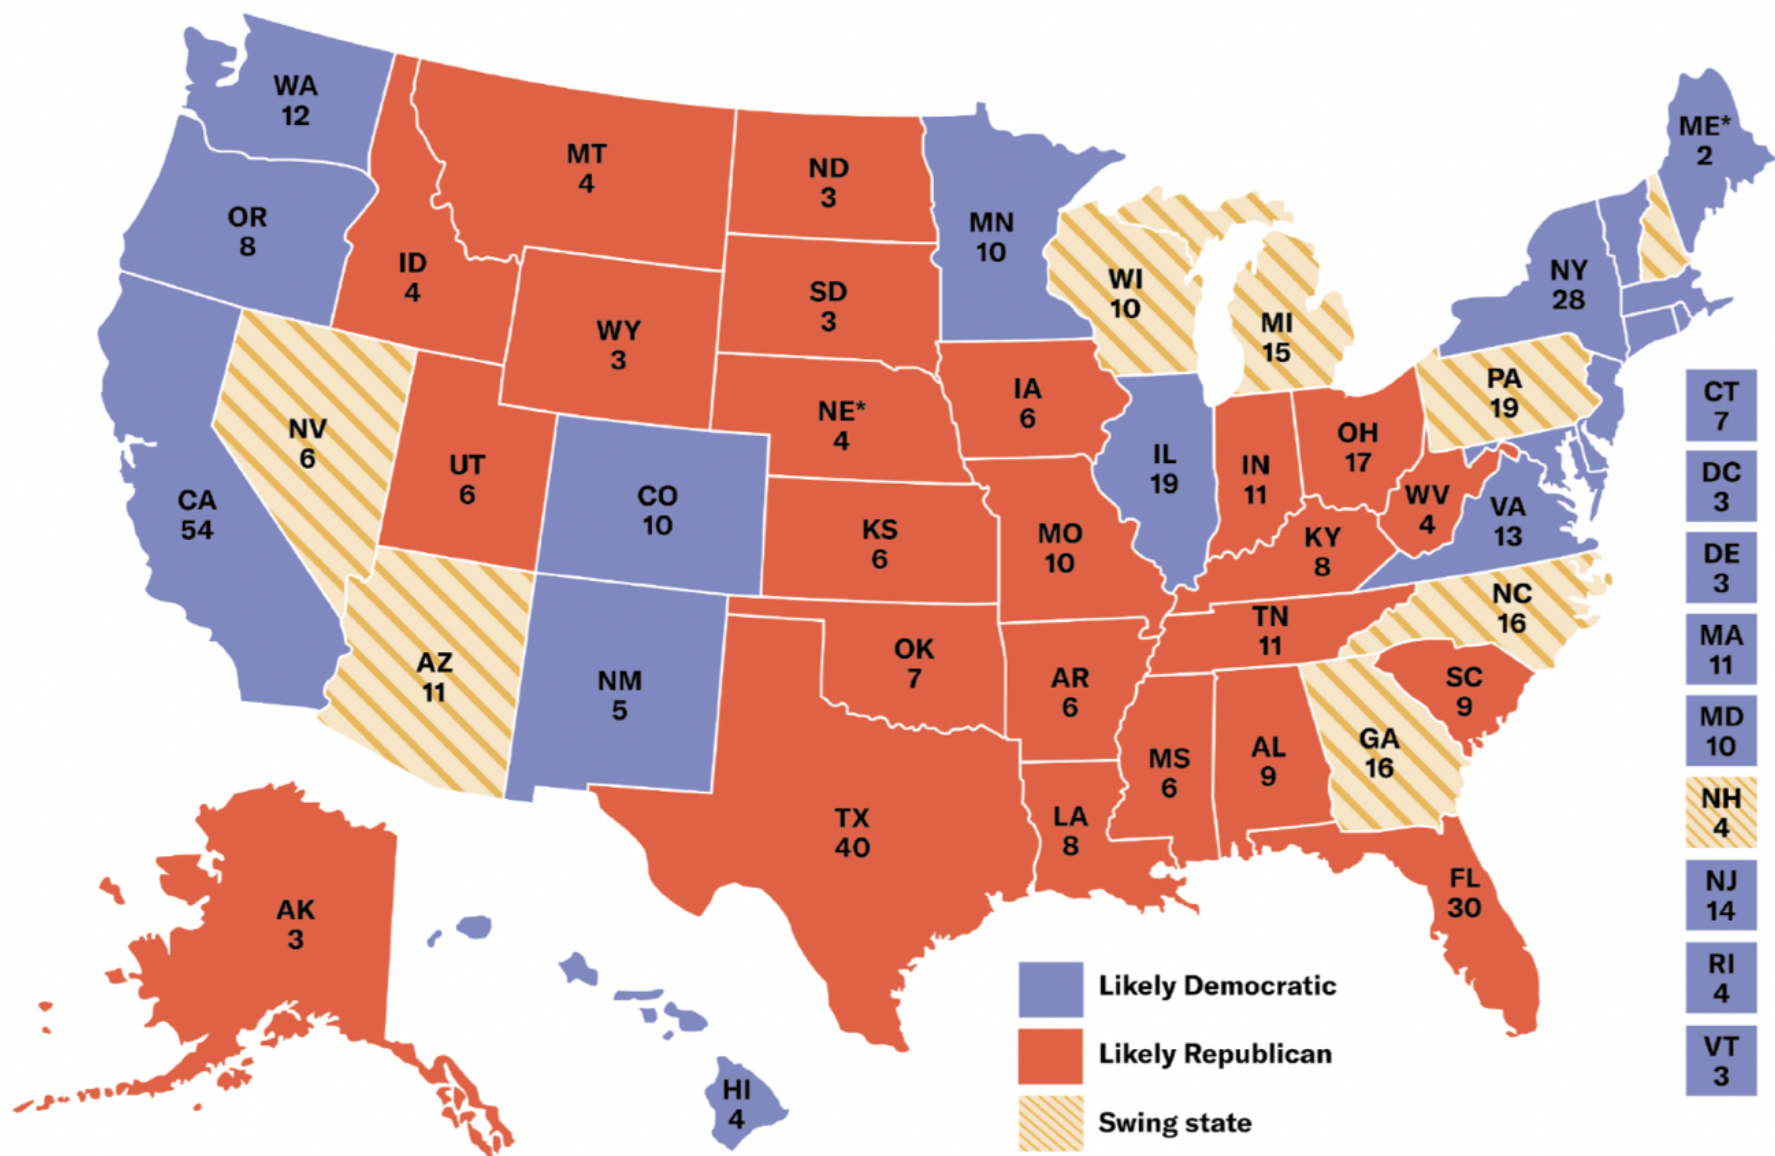 WA
12
OR
8
CA
54
NV
6
ID
4
MT
4
WY
3
UT
6
AZ
11
CO
10
NM
5
ND
3
SD
3
NE*
4
KS
6
OK
7
TX
40
MN
10
IA
6
MO
10
AR
6
LA
8
WI
10
IL
19
MI
15
IN
11
OH
17
KY
8
TN
11
MS
6
AL
9
GA
16
FL
30
SC
9
NC
16
VA
13
WV
4
PA
19
NY
28
ME*
2
AK
3
HI
4
CT
7
DC
3
DE
3
MA
11
MD
10
NH
4
NJ
14
RI
4
VT
3
Likely Democratic
Likely Republican
Swing state